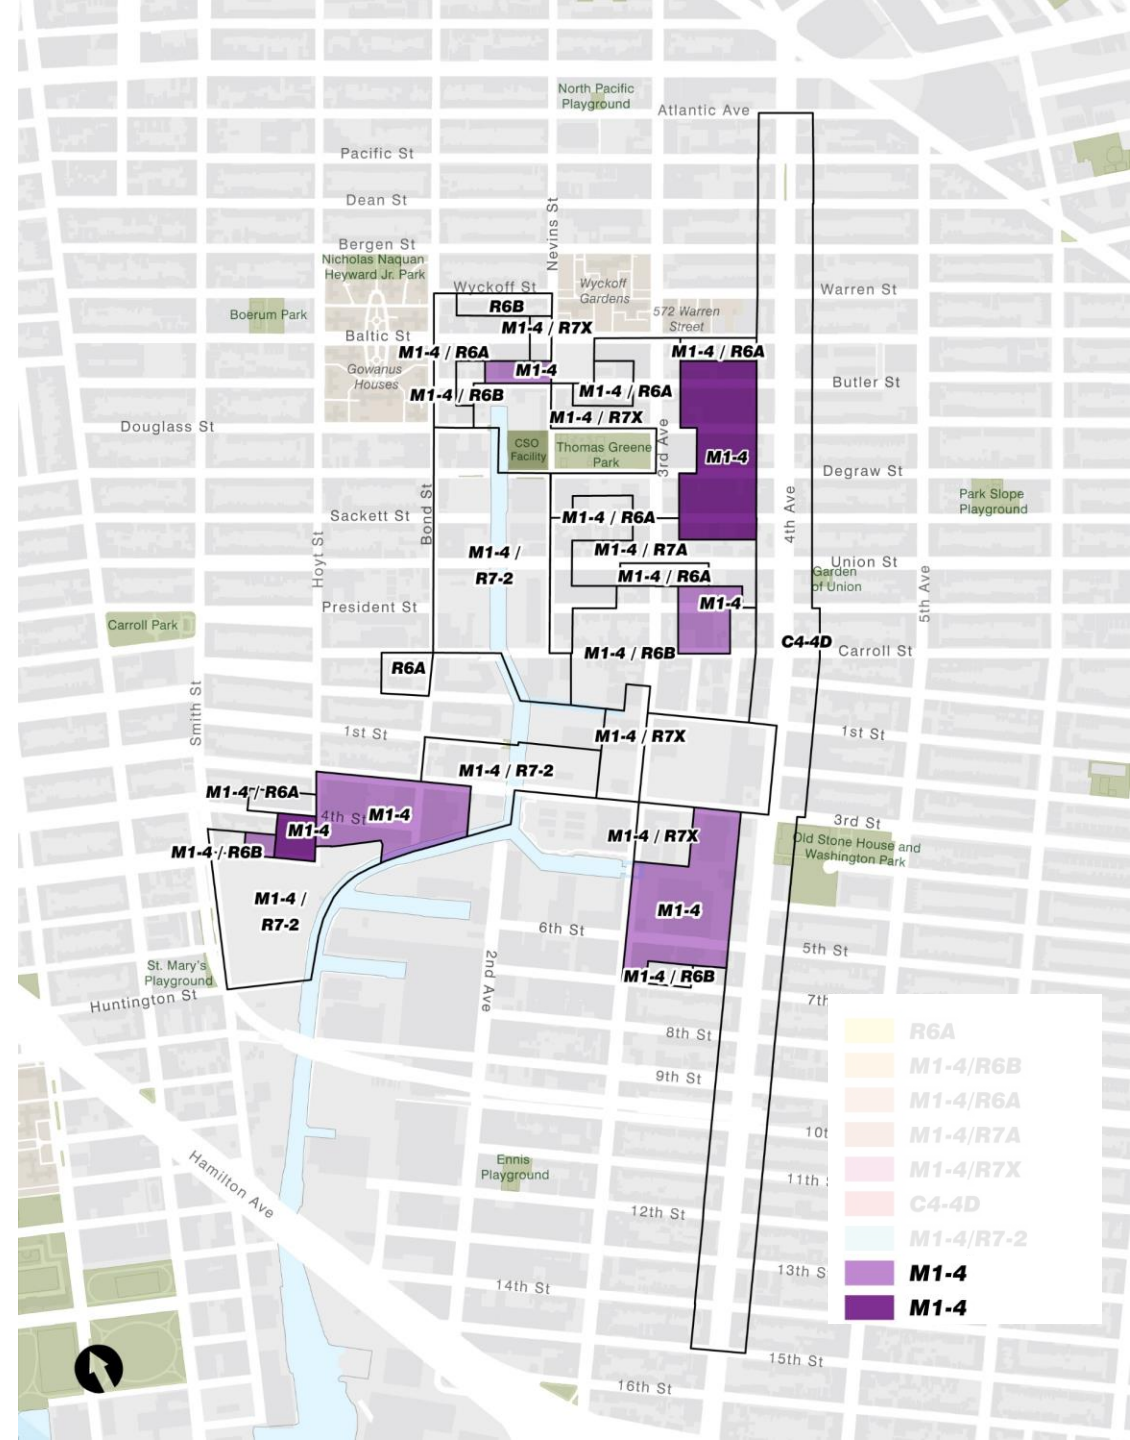 North Pacific
Playground
Atlantic Ave
Pacific St
Dean St
Nevins St
Bergen St
Nicholas Naquan
Heyward Jr. Park
Wyckoff St
Wyckoff
Gardens
Warren St
R6B
Boerum Park
572 Warren
Street
M1-4 / R7X
Baltic St
M1-4 / R6A
M1-4 / R6A
Gowanus
Houses
M1-4
Butler St
M1-4 / R6B
M1-4 / R6A
M1-4 / R7X
Douglass St
3rd Ave
CSO
Facility
Thomas Greene
Park
M1-4
Degraw St
Park Slope
Playground
4th Ave
Bond St
Sackett St
M1-4 / R6A
Hoyt St
M1-4 /
R7-2
M1-4 / R7A
Union St
M1-4 / R6A
Garden
of Union
5th Ave
President St
M1-4
Carroll Park
C4-4D
Carroll St
M1-4 / R6B
R6A
Smith St
1st St
M1-4 / R7X
1st St
M1-4 / R7-2
M1-4 / R6A
4th St
M1-4
M1-4
3rd St
M1-4 / R7X
M1-4 / R6B
Old Stone House and
Washington Park
M1-4 /
R7-2
M1-4
6th St
5th St
St. Mary's
Playground
2nd Ave
M1-4 / R6B
Huntington St
7th
8th St
R6A
M1-4/R6B
9th St
M1-4/R6A
10t
M1-4/R7A
Ennis
Playground
M1-4/R7X
11th
Hamilton Ave
C4-4D
12th St
M1-4/R7-2
13th S
M1-4
14th St
M1-4
15th St
16th St